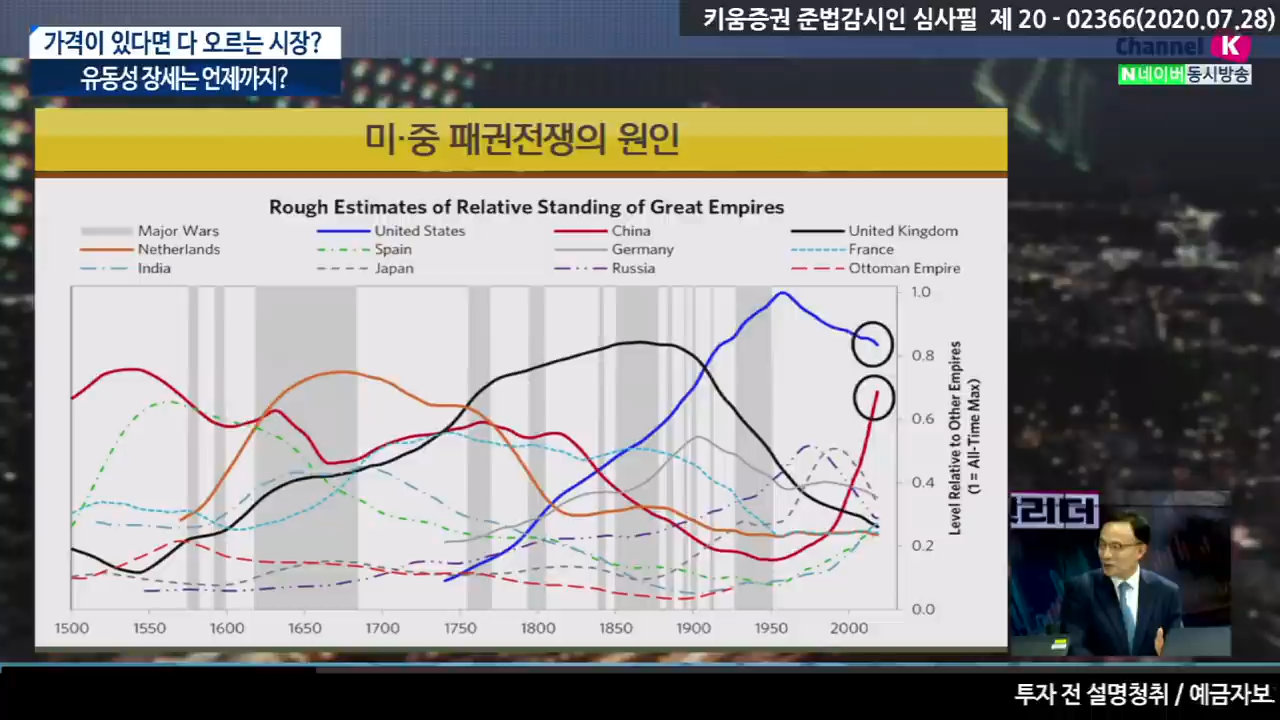 키움증권 준법감시인 심사필 제 20 - 02366(2020.07.28)
가격이 있다면 다 오르는 시장?
유동성 장세는 언제까지?
Channel K
N네이버동시방송
미·중 패권전쟁의 원인
Rough Estimates of Relative Standing of Great Empires
Major Wars United States China United Kingdom
Netherlands Spain Germany France
India Japan Russia Ottoman Empire
1.0
0.8
0.6
0.4
0.2
0.0
Level Relative to Other Empires
(1 = All-Time Max)
1500 1550 1600 1650 1700 1750 1800 1850 1900 1950 2000
리더
투자 전 설명청취 / 예금자보